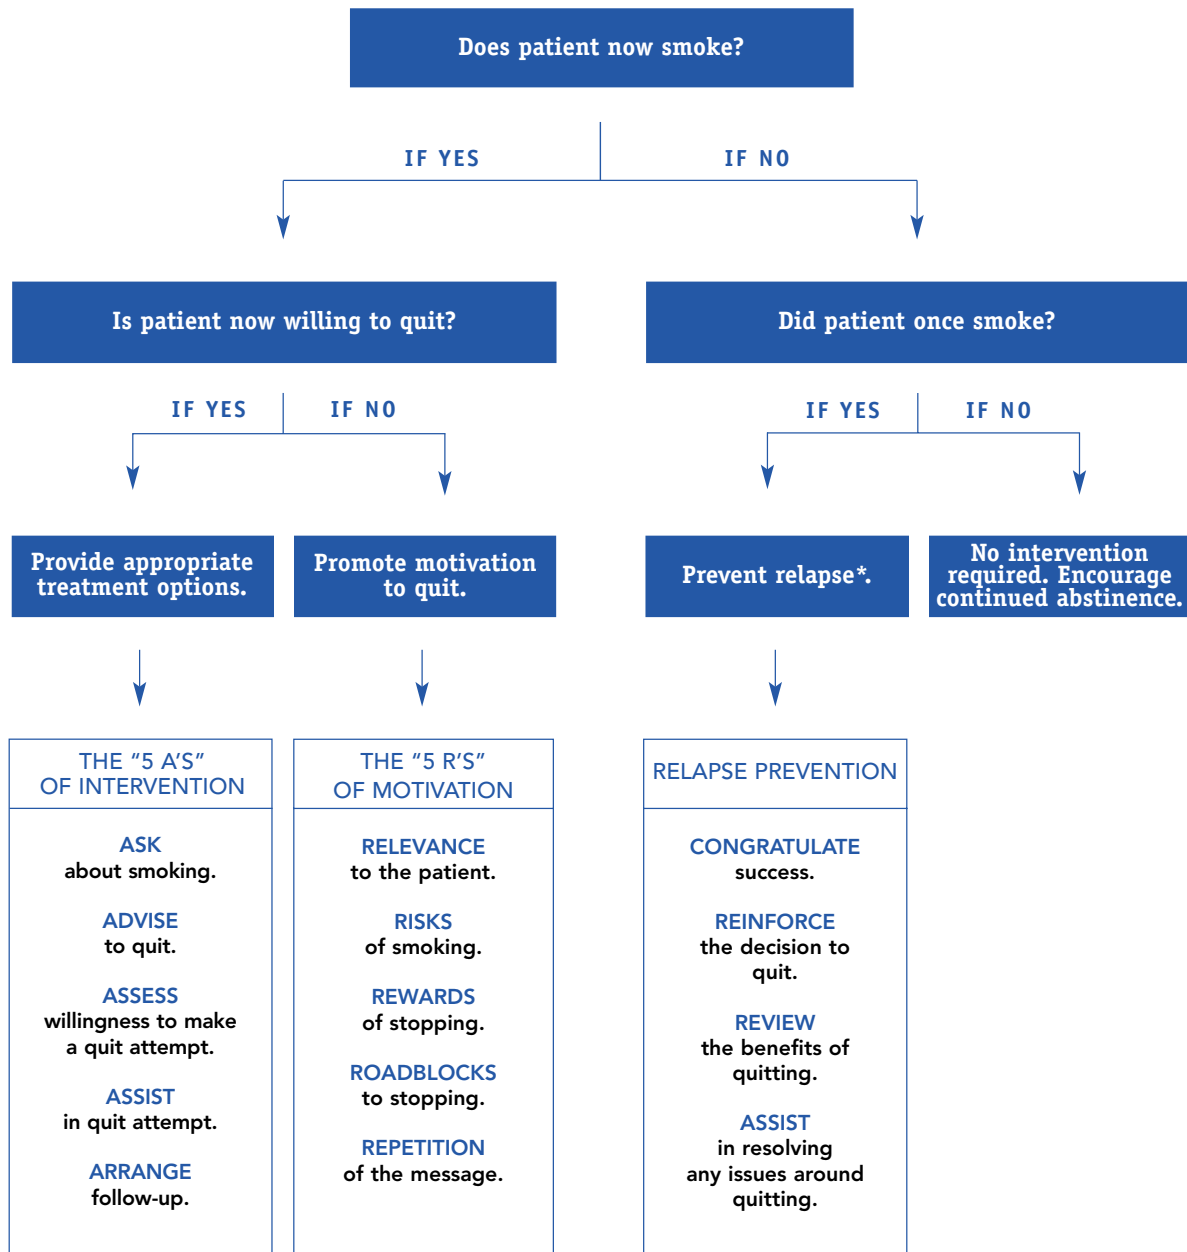 Does patient now smoke?
IF YES
IF NO
Is patient now willing to quit?
Did patient once smoke?
IF YES
IF NO
IF YES
IF NO
Provide appropriate
treatment options.
Promote motivation
to quit.
Prevent relapse*.
No intervention
required. Encourage
continued abstinence.
THE "5 A'S"
OF INTERVENTION
ASK
about smoking.
ADVISE
to quit.
ASSESS
willingness to make
a quit attempt.
ASSIST
in quit attempt.
ARRANGE
follow-up.
THE "5 R'S"
OF MOTIVATION
RELEVANCE
to the patient.
RISKS
of smoking.
REWARDS
of stopping.
ROADBLOCKS
to stopping.
REPETITION
of the message.
RELAPSE PREVENTION
CONGRATULATE
success.
REINFORCE
the decision to
quit.
REVIEW
the benefits of
quitting.
ASSIST
in resolving
any issues around
quitting.